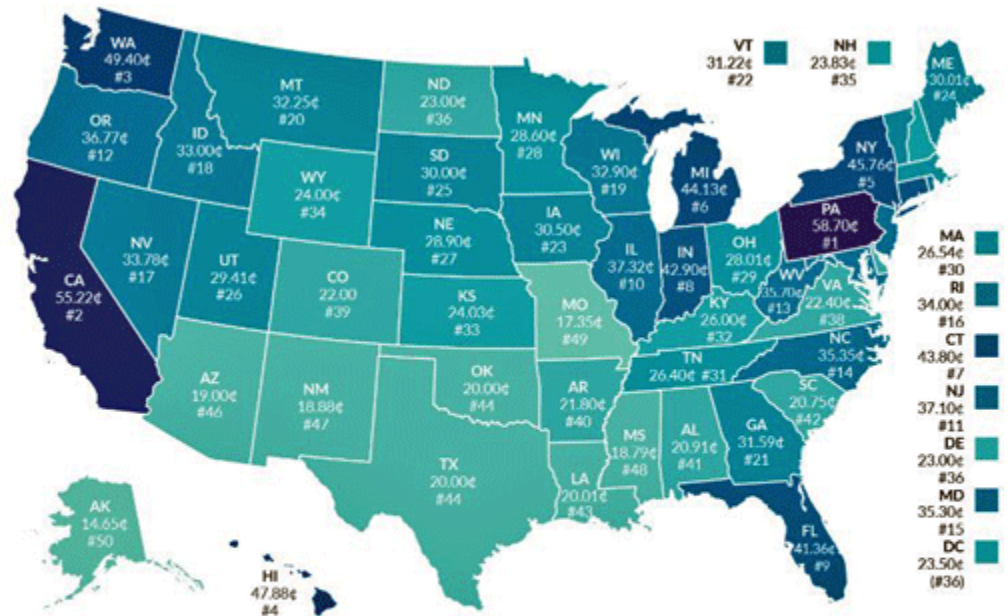 WA
49.40¢
#3
OR
36.77¢
#12
CA
55.22¢
#2
NV
33.78¢
#17
ID
33.00¢
#18
MT
32.25¢
#20
WY
24.00¢
#34
UT
29.41¢
#26
AZ
19.00¢
#46
CO
22.00
#39
NM
18.88¢
#47
ND
23.00¢
#36
SD
30.00¢
#25
NE
28.90¢
#27
KS
24.03¢
#33
OK
20.00¢
#44
TX
20.00¢
#44
MN
28.60¢
#28
IA
30.50¢
#23
MO
17.35¢
#49
AR
21.80¢
#40
LA
20.01¢
#43
WI
32.90¢
#19
IL
37.32¢
#10
MI
44.13¢
#6
IN
42.90¢
#8
OH
28.01¢
#29
KY
26.00¢
#32
TN
26.40¢ #31
MS
18.79¢
#48
AL
20.91¢
#41
GA
31.59¢
#21
FL
41.36¢
#9
SC
20.75¢
#42
NC
35.35¢
#14
VA
22.40¢
#38
WV
35.70¢
#13
PA
58.70¢
#1
NY
45.76¢
#5
ME
30.01¢
#24
VT
31.22¢
#22
NH
23.83¢
#35
MA
26.54¢
#30
RI
34.00¢
#16
CT
43.80¢
#7
NJ
37.10¢
#11
DE
23.00¢
#36
MD
35.30¢
#15
DC
23.50¢
(#36)
AK
14.65¢
#50
HI
47.88¢
#4